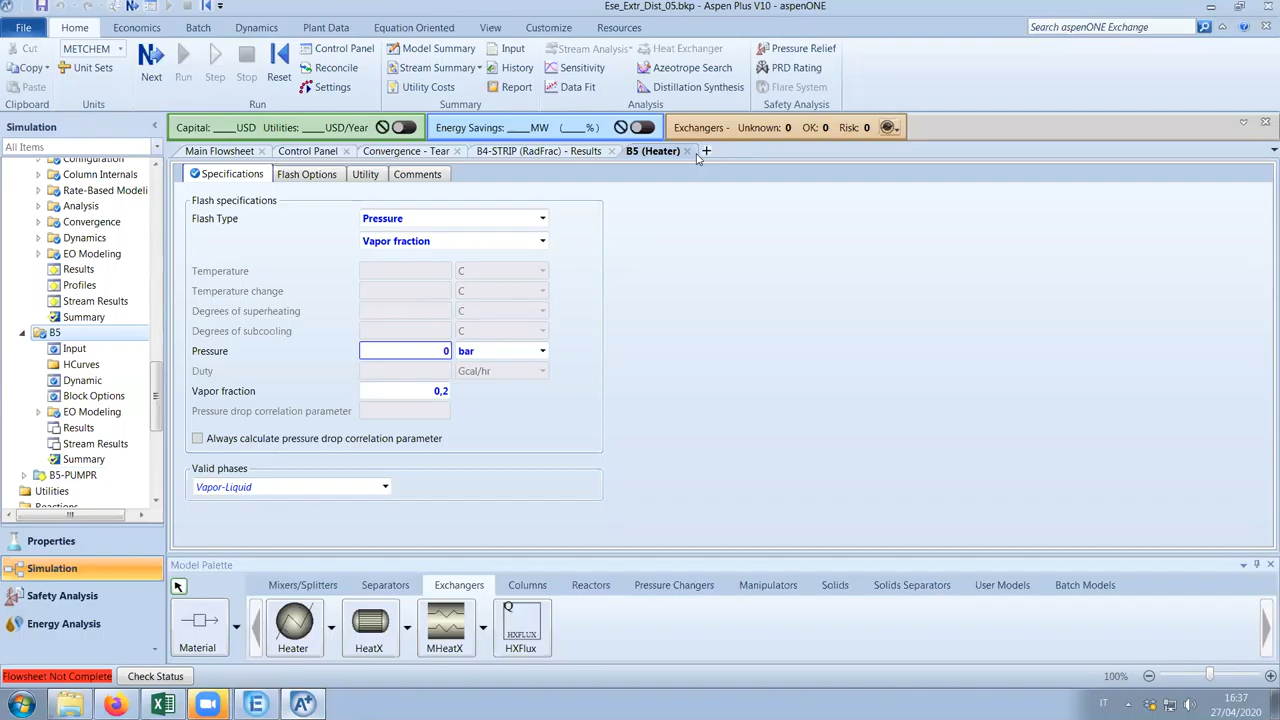 Ese_Extr_Dist_05.bkp - Aspen Plus V10 - aspenONE
File Home Economics Batch Dynamics Plant Data Equation Oriented View Customize Resources Search aspenONE Exchange
Cut METCHEM Control Panel Model Summary Input Stream Analysis Heat Exchanger Pressure Relief
Copy Unit Sets Next Run Step Stop Reset Reconcile Stream Summary History Sensitivity Azeotrope Search PRD Rating
Paste Settings Utility Costs Report Data Fit Distillation Synthesis Flare System
Clipboard Units Run Summary Analysis Safety Analysis
Simulation
All Items
Capital: ____USD Utilities: ____USD/Year Energy Savings: ____MW (____%) Exchangers - Unknown: 0 OK: 0 Risk: 0
Main Flowsheet Control Panel Convergence - Tear B4-STRIP (RadFrac) - Results B5 (Heater)
Configuration
Column Internals
Rate-Based Modeli
Analysis
Convergence
Dynamics
EO Modeling
Results
Profiles
Stream Results
Summary
B5
Input
HCurves
Dynamic
Block Options
EO Modeling
Results
Stream Results
Summary
B5-PUMPR
Utilities
Reactions
Properties
Simulation
Safety Analysis
Energy Analysis
Specifications Flash Options Utility Comments
Flash specifications
Flash Type Pressure
Vapor fraction
Temperature C
Temperature change C
Degrees of superheating C
Degrees of subcooling C
Pressure 0 bar
Duty Gcal/hr
Vapor fraction 0,2
Pressure drop correlation parameter
Always calculate pressure drop correlation parameter
Valid phases
Vapor-Liquid
Model Palette
Mixers/Splitters Separators Exchangers Columns Reactors Pressure Changers Manipulators Solids Solids Separators User Models Batch Models
Q
HXFLUX
Material Heater HeatX MHeatX HXFlux
Flowsheet Not Complete Check Status 100%
IT 16:37
27/04/2020